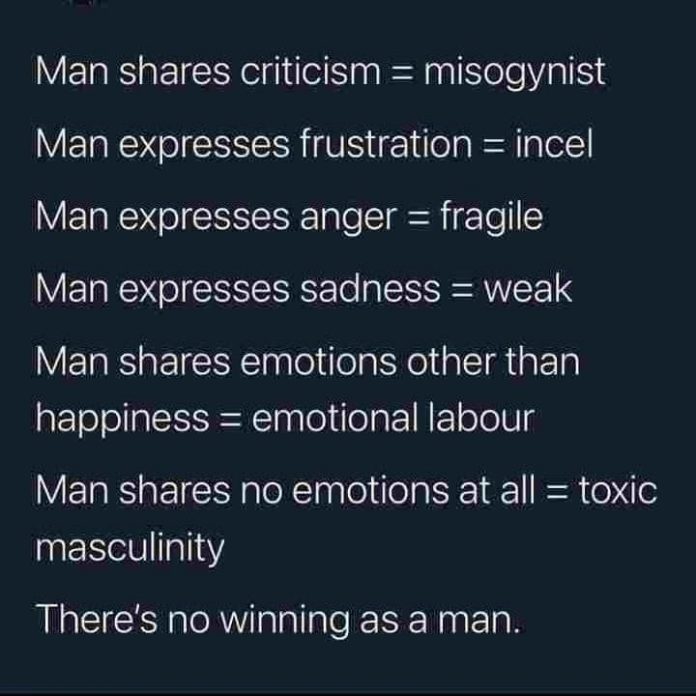 Man shares criticism = misogynist
Man expresses frustration = incel
Man expresses anger = fragile
Man expresses sadness = weak
Man shares emotions other than
happiness = emotional labour
Man shares no emotions at all = toxic
masculinity
There's no winning as a man.